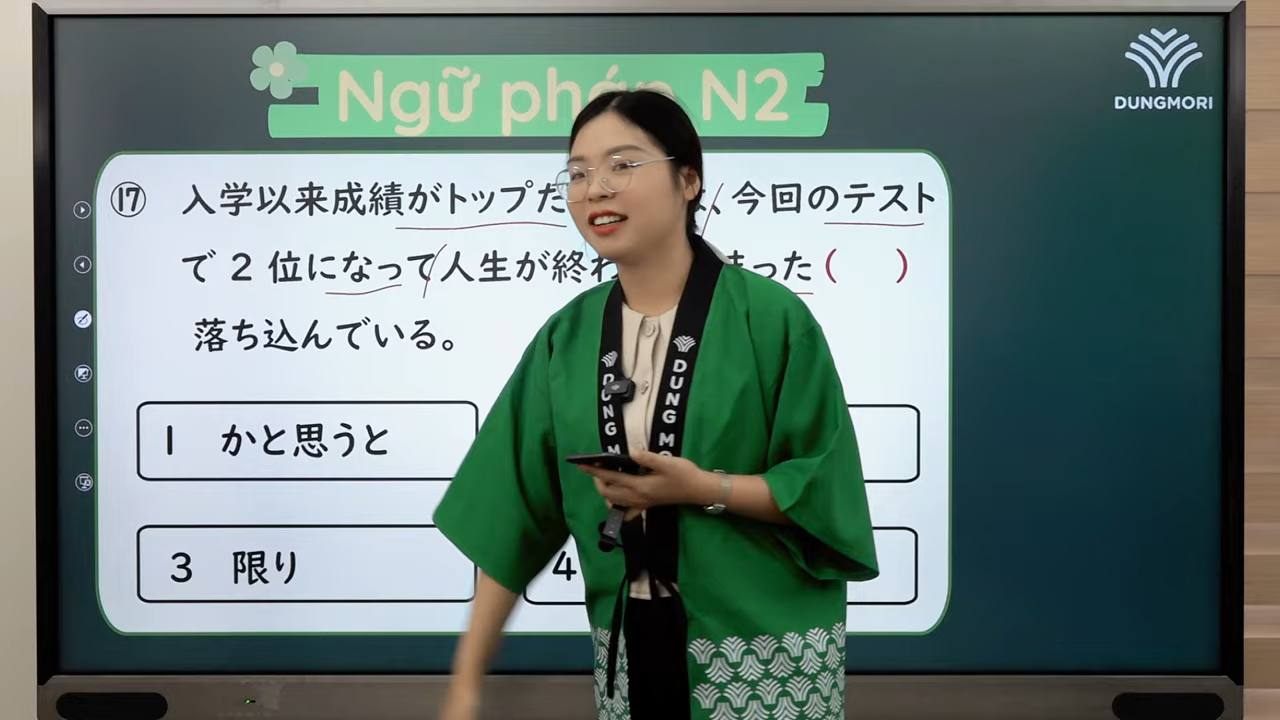 Ngữ pháp N2
DUNGMORI
⑰ 入学以来成績がトップだ 、今回のテスト
で 2 位になって人生が終わ まった( )
落ち込んでいる。
1 かと思うと
3 限り
4
DUNG M
DUNG MO